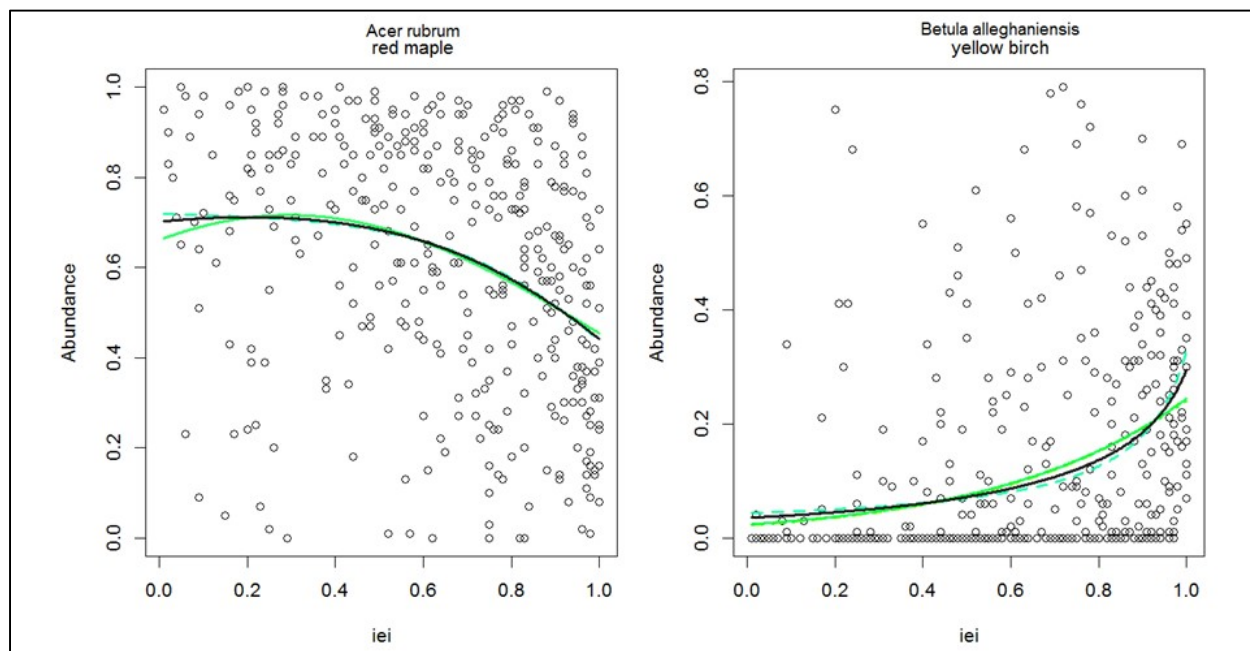 Acer rubrum
red maple
Abundance
1.0
0.8
0.6
0.4
0.2
0.0
0.0 0.2 0.4 0.6 0.8 1.0
iei
Betula alleghaniensis
yellow birch
Abundance
0.8
0.6
0.4
0.2
0.0
0.0 0.2 0.4 0.6 0.8 1.0
iei